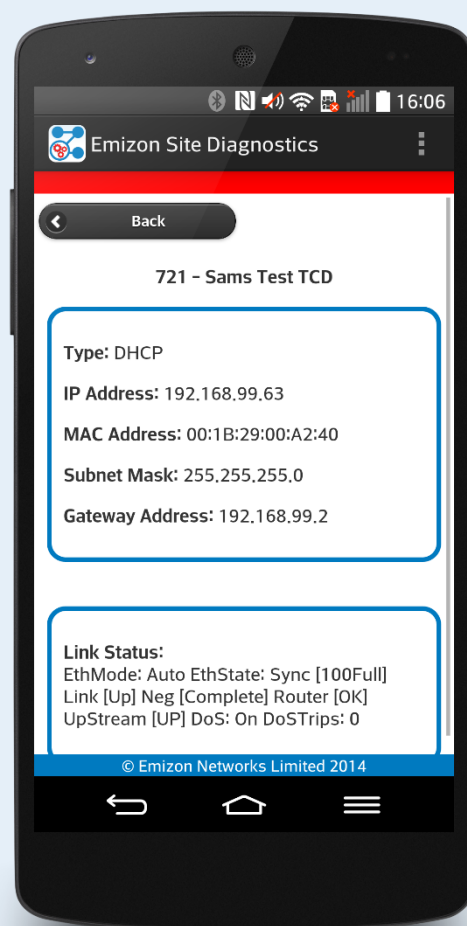 16:06
Emizon Site Diagnostics
Back
721 - Sams Test TCD
Type: DHCP
IP Address: 192.168.99.63
MAC Address: 00:1B:29:00:A2:40
Subnet Mask: 255.255.255.0
Gateway Address: 192.168.99.2
Link Status:
EthMode: Auto EthState: Sync [100Full]
Link [Up] Neg [Complete] Router [OK]
UpStream [UP] DoS: On DoSTrips: 0
© Emizon Networks Limited 2014